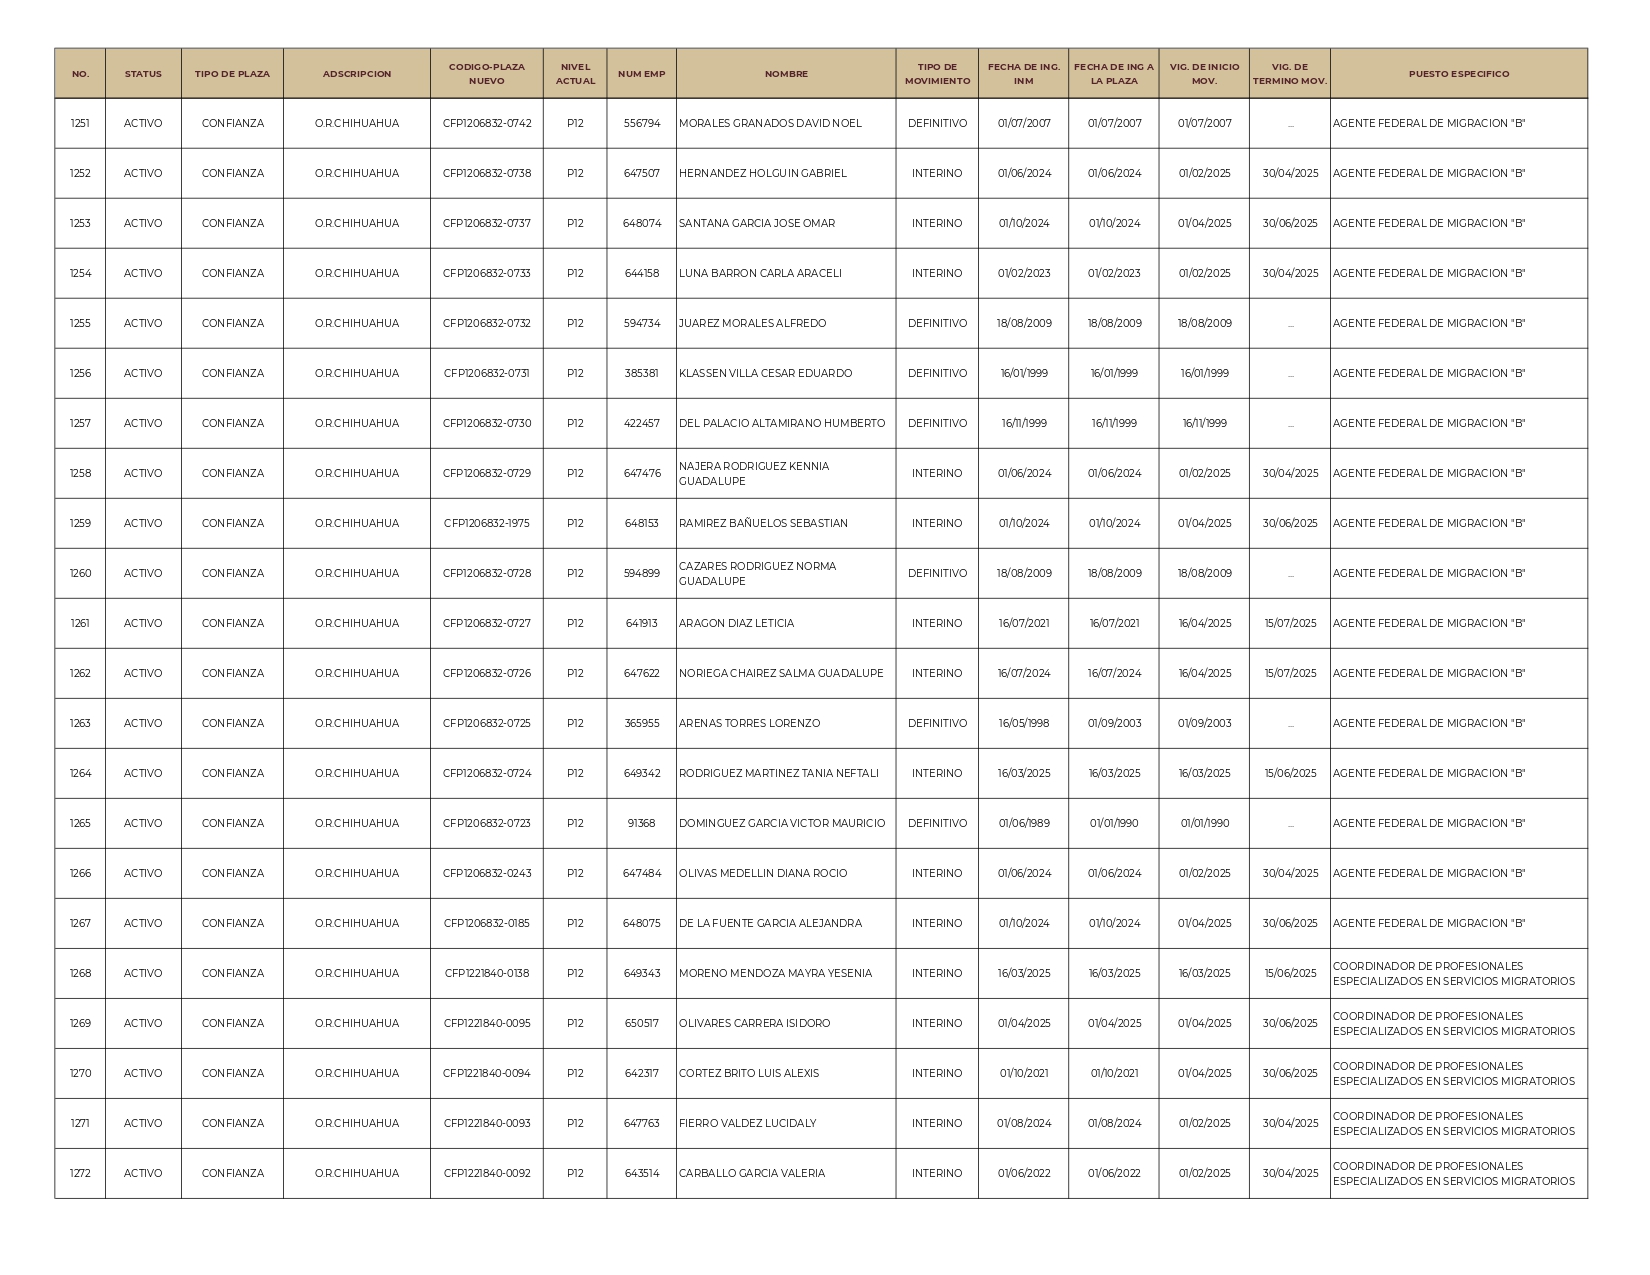 NO. STATUS TIPO DE PLAZA ADSCRIPCION CODIGO-PLAZA NUEVO NIVEL ACTUAL NUM EMP NOMBRE TIPO DE MOVIMIENTO FECHA DE ING. INM FECHA DE ING A LA PLAZA VIG. DE INICIO MOV. VIG. DE TERMINO MOV. PUESTO ESPECIFICO
1251 ACTIVO CONFIANZA O.R.CHIHUAHUA CFP1206832-0742 P12 556794 MORALES GRANADOS DAVID NOEL DEFINITIVO 01/07/2007 01/07/2007 01/07/2007 ... AGENTE FEDERAL DE MIGRACION "B"
1252 ACTIVO CONFIANZA O.R.CHIHUAHUA CFP1206832-0738 P12 647507 HERNANDEZ HOLGUIN GABRIEL INTERINO 01/06/2024 01/06/2024 01/02/2025 30/04/2025 AGENTE FEDERAL DE MIGRACION "B"
1253 ACTIVO CONFIANZA O.R.CHIHUAHUA CFP1206832-0737 P12 648074 SANTANA GARCIA JOSE OMAR INTERINO 01/10/2024 01/10/2024 01/04/2025 30/06/2025 AGENTE FEDERAL DE MIGRACION "B"
1254 ACTIVO CONFIANZA O.R.CHIHUAHUA CFP1206832-0733 P12 644158 LUNA BARRON CARLA ARACELI INTERINO 01/02/2023 01/02/2023 01/02/2025 30/04/2025 AGENTE FEDERAL DE MIGRACION "B"
1255 ACTIVO CONFIANZA O.R.CHIHUAHUA CFP1206832-0732 P12 594734 JUAREZ MORALES ALFREDO DEFINITIVO 18/08/2009 18/08/2009 18/08/2009 ... AGENTE FEDERAL DE MIGRACION "B"
1256 ACTIVO CONFIANZA O.R.CHIHUAHUA CFP1206832-0731 P12 385381 KLASSEN VILLA CESAR EDUARDO DEFINITIVO 16/01/1999 16/01/1999 16/01/1999 ... AGENTE FEDERAL DE MIGRACION "B"
1257 ACTIVO CONFIANZA O.R.CHIHUAHUA CFP1206832-0730 P12 422457 DEL PALACIO ALTAMIRANO HUMBERTO DEFINITIVO 16/11/1999 16/11/1999 16/11/1999 ... AGENTE FEDERAL DE MIGRACION "B"
1258 ACTIVO CONFIANZA O.R.CHIHUAHUA CFP1206832-0729 P12 647476 NAJERA RODRIGUEZ KENNIA GUADALUPE INTERINO 01/06/2024 01/06/2024 01/02/2025 30/04/2025 AGENTE FEDERAL DE MIGRACION "B"
1259 ACTIVO CONFIANZA O.R.CHIHUAHUA CFP1206832-1975 P12 648153 RAMIREZ BAÑUELOS SEBASTIAN INTERINO 01/10/2024 01/10/2024 01/04/2025 30/06/2025 AGENTE FEDERAL DE MIGRACION "B"
1260 ACTIVO CONFIANZA O.R.CHIHUAHUA CFP1206832-0728 P12 594899 CAZARES RODRIGUEZ NORMA GUADALUPE DEFINITIVO 18/08/2009 18/08/2009 18/08/2009 ... AGENTE FEDERAL DE MIGRACION "B"
1261 ACTIVO CONFIANZA O.R.CHIHUAHUA CFP1206832-0727 P12 641913 ARAGON DIAZ LETICIA INTERINO 16/07/2021 16/07/2021 16/04/2025 15/07/2025 AGENTE FEDERAL DE MIGRACION "B"
1262 ACTIVO CONFIANZA O.R.CHIHUAHUA CFP1206832-0726 P12 647622 NORIEGA CHAIREZ SALMA GUADALUPE INTERINO 16/07/2024 16/07/2024 16/04/2025 15/07/2025 AGENTE FEDERAL DE MIGRACION "B"
1263 ACTIVO CONFIANZA O.R.CHIHUAHUA CFP1206832-0725 P12 365955 ARENAS TORRES LORENZO DEFINITIVO 16/05/1998 01/09/2003 01/09/2003 ... AGENTE FEDERAL DE MIGRACION "B"
1264 ACTIVO CONFIANZA O.R.CHIHUAHUA CFP1206832-0724 P12 649342 RODRIGUEZ MARTINEZ TANIA NEFTALI INTERINO 16/03/2025 16/03/2025 16/03/2025 15/06/2025 AGENTE FEDERAL DE MIGRACION "B"
1265 ACTIVO CONFIANZA O.R.CHIHUAHUA CFP1206832-0723 P12 91368 DOMINGUEZ GARCIA VICTOR MAURICIO DEFINITIVO 01/06/1989 01/01/1990 01/01/1990 ... AGENTE FEDERAL DE MIGRACION "B"
1266 ACTIVO CONFIANZA O.R.CHIHUAHUA CFP1206832-0243 P12 647484 OLIVAS MEDELLIN DIANA ROCIO INTERINO 01/06/2024 01/06/2024 01/02/2025 30/04/2025 AGENTE FEDERAL DE MIGRACION "B"
1267 ACTIVO CONFIANZA O.R.CHIHUAHUA CFP1206832-0185 P12 648075 DE LA FUENTE GARCIA ALEJANDRA INTERINO 01/10/2024 01/10/2024 01/04/2025 30/06/2025 AGENTE FEDERAL DE MIGRACION "B"
1268 ACTIVO CONFIANZA O.R.CHIHUAHUA CFP1221840-0138 P12 649343 MORENO MENDOZA MAYRA YESENIA INTERINO 16/03/2025 16/03/2025 16/03/2025 15/06/2025 COORDINADOR DE PROFESIONALES ESPECIALIZADOS EN SERVICIOS MIGRATORIOS
1269 ACTIVO CONFIANZA O.R.CHIHUAHUA CFP1221840-0095 P12 650517 OLIVARES CARRERA ISIDORO INTERINO 01/04/2025 01/04/2025 01/04/2025 30/06/2025 COORDINADOR DE PROFESIONALES ESPECIALIZADOS EN SERVICIOS MIGRATORIOS
1270 ACTIVO CONFIANZA O.R.CHIHUAHUA CFP1221840-0094 P12 642317 CORTEZ BRITO LUIS ALEXIS INTERINO 01/10/2021 01/10/2021 01/04/2025 30/06/2025 COORDINADOR DE PROFESIONALES ESPECIALIZADOS EN SERVICIOS MIGRATORIOS
1271 ACTIVO CONFIANZA O.R.CHIHUAHUA CFP1221840-0093 P12 647763 FIERRO VALDEZ LUCIDALY INTERINO 01/08/2024 01/08/2024 01/02/2025 30/04/2025 COORDINADOR DE PROFESIONALES ESPECIALIZADOS EN SERVICIOS MIGRATORIOS
1272 ACTIVO CONFIANZA O.R.CHIHUAHUA CFP1221840-0092 P12 643514 CARBALLO GARCIA VALERIA INTERINO 01/06/2022 01/06/2022 01/02/2025 30/04/2025 COORDINADOR DE PROFESIONALES ESPECIALIZADOS EN SERVICIOS MIGRATORIOS